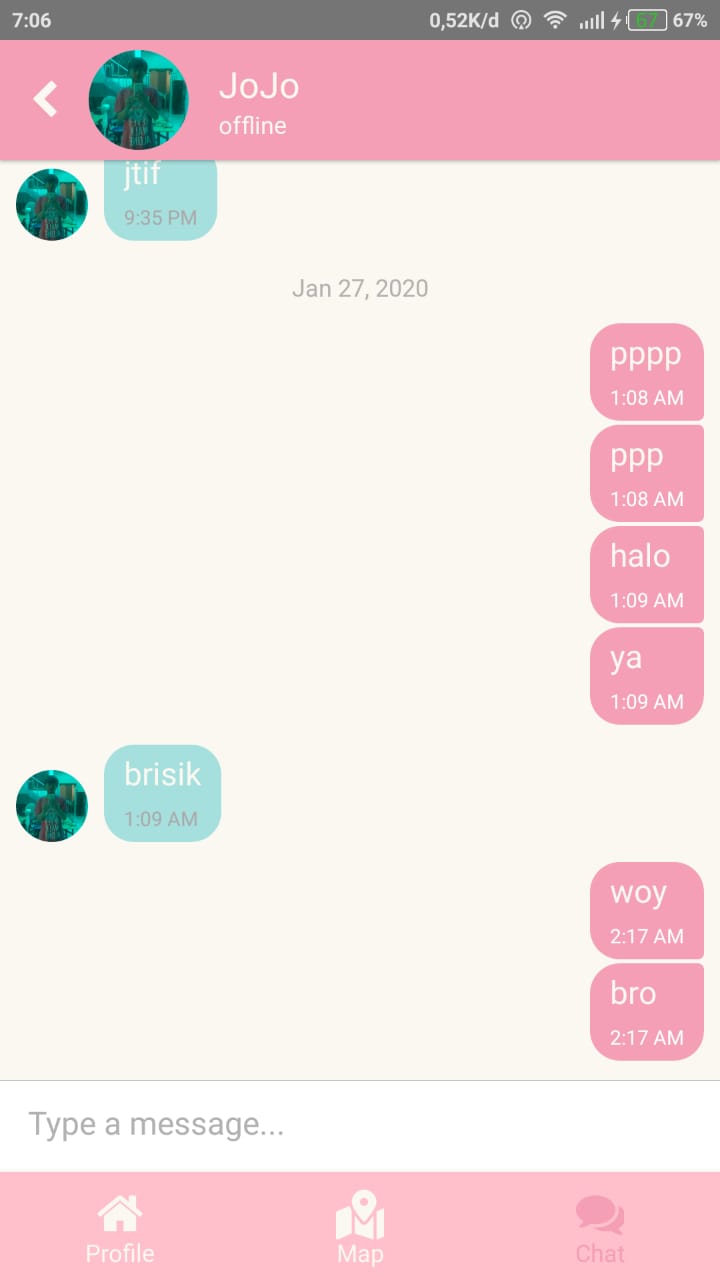 7:06 0,52K/d 67 67%
JoJo
offline
jtif
9:35 PM
Jan 27, 2020
pppp
1:08 AM
ppp
1:08 AM
halo
1:09 AM
ya
1:09 AM
brisik
1:09 AM
woy
2:17 AM
bro
2:17 AM
Type a message...
Profile Map Chat